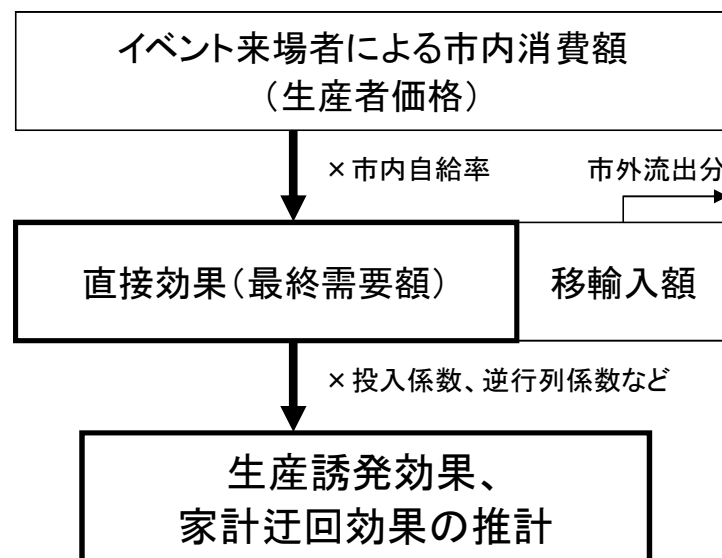 イベント来場者による市内消費額
（生産者価格）
×市内自給率
市外流出分
直接効果（最終需要額）
移輸入額
×投入係数、逆行列係数など
生産誘発効果、
家計迂回効果の推計